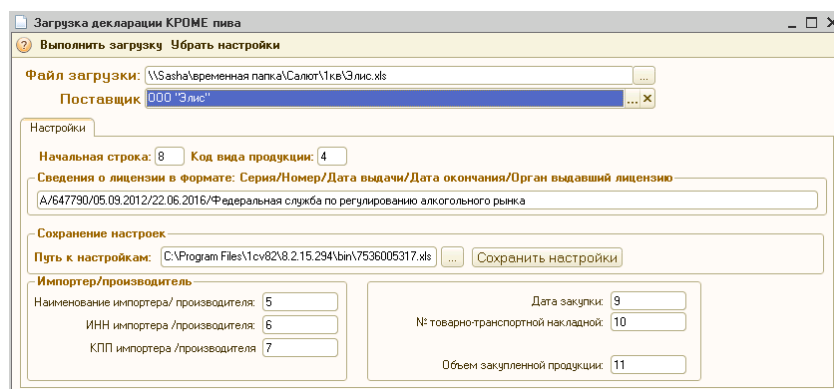 Загрузка декларации КРОМЕ пива
Выполнить загрузку Убрать настройки
Файл загрузки: \\Sasha\временная папка\Салют\1кв\Элис.xls ...
Поставщик ООО "Элис" ... ×
Настройки
Начальная строка: 8 Код вида продукции: 4
Сведения о лицензии в формате: Серия/Номер/Дата выдачи/Дата окончания/Орган выдавший лицензию
А/647790/05.09.2012/22.06.2016/Федеральная служба по регулированию алкогольного рынка
Сохранение настроек
Путь к настройкам: C:\Program Files\1cv82\8.2.15.294\bin\7536005317.xls ... Сохранить настройки
Импортер/производитель
Наименование импортера/ производителя: 5
ИНН импортера /производителя: 6
КПП импортера /производителя 7
Дата закупки: 9
№ товарно-транспортной накладной: 10
Объем закупленной продукции: 11